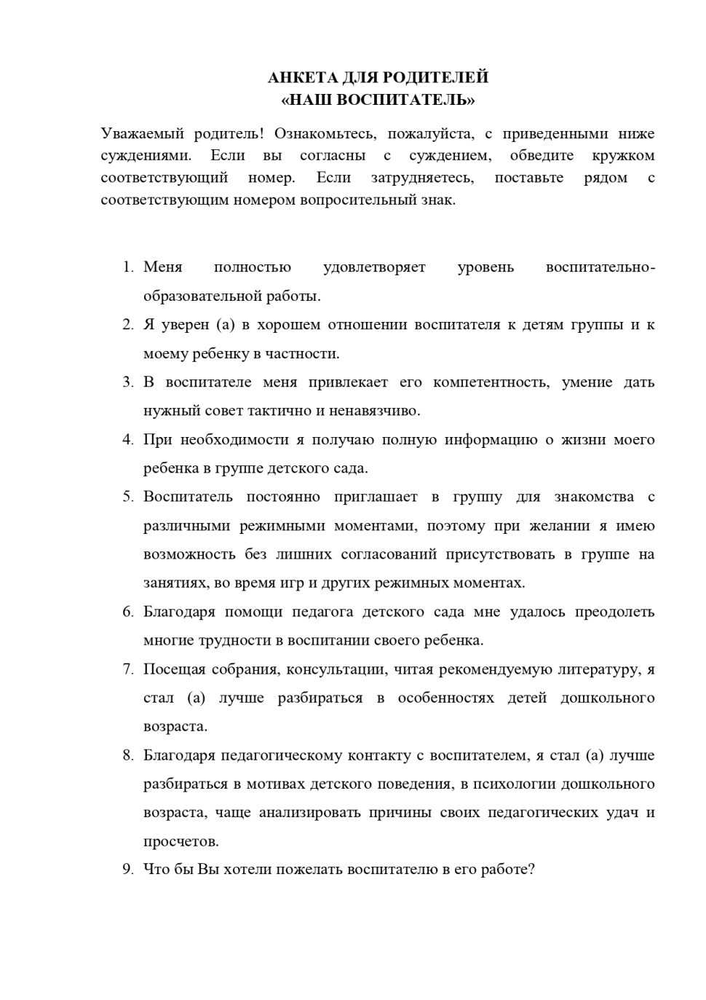 АНКЕТА ДЛЯ РОДИТЕЛЕЙ
«НАШ ВОСПИТАТЕЛЬ»
Уважаемый родитель! Ознакомьтесь, пожалуйста, с приведенными ниже
суждениями. Если вы согласны с суждением, обведите кружком
соответствующий номер. Если затрудняетесь, поставьте рядом с
соответствующим номером вопросительный знак.
1. Меня полностью удовлетворяет уровень воспитательно-
образовательной работы.
2. Я уверен (а) в хорошем отношении воспитателя к детям группы и к
моему ребенку в частности.
3. В воспитателе меня привлекает его компетентность, умение дать
нужный совет тактично и ненавязчиво.
4. При необходимости я получаю полную информацию о жизни моего
ребенка в группе детского сада.
5. Воспитатель постоянно приглашает в группу для знакомства с
различными режимными моментами, поэтому при желании я имею
возможность без лишних согласований присутствовать в группе на
занятиях, во время игр и других режимных моментах.
6. Благодаря помощи педагога детского сада мне удалось преодолеть
многие трудности в воспитании своего ребенка.
7. Посещая собрания, консультации, читая рекомендуемую литературу, я
стал (а) лучше разбираться в особенностях детей дошкольного
возраста.
8. Благодаря педагогическому контакту с воспитателем, я стал (а) лучше
разбираться в мотивах детского поведения, в психологии дошкольного
возраста, чаще анализировать причины своих педагогических удач и
просчетов.
9. Что бы Вы хотели пожелать воспитателю в его работе?